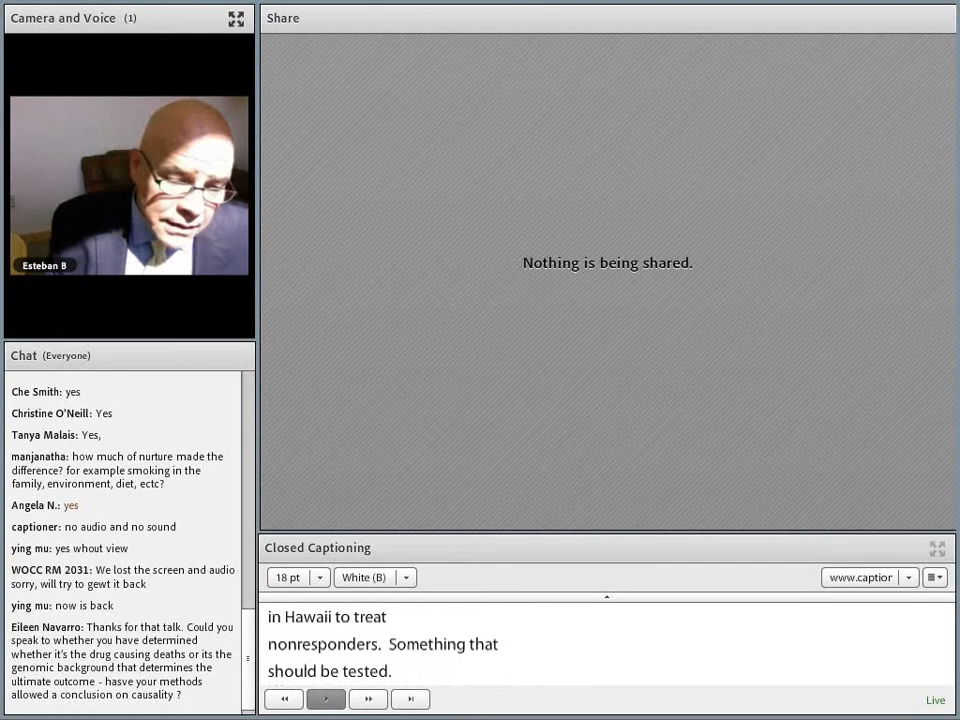 Camera and Voice (1)
Share
Esteban B
Nothing is being shared.
Chat (Everyone)
Che Smith: yes
Christine O'Neill: Yes
Tanya Malais: Yes,
manjanatha: how much of nurture made the
difference? for example smoking in the
family, environment, diet, ectc?
Angela N.: yes
captioner: no audio and no sound
ying mu: yes whout view
WOCC RM 2031: We lost the screen and audio
sorry, will try to gewt it back
ying mu: now is back
Eileen Navarro: Thanks for that talk. Could you
speak to whether you have determined
whether it's the drug causing deaths or its the
genomic background that determines the
ultimate outcome - hasve your methods
allowed a conclusion on causality ?
Closed Captioning
18 pt
White (B)
www.captior
in Hawaii to treat
nonresponders. Something that
should be tested.
Live